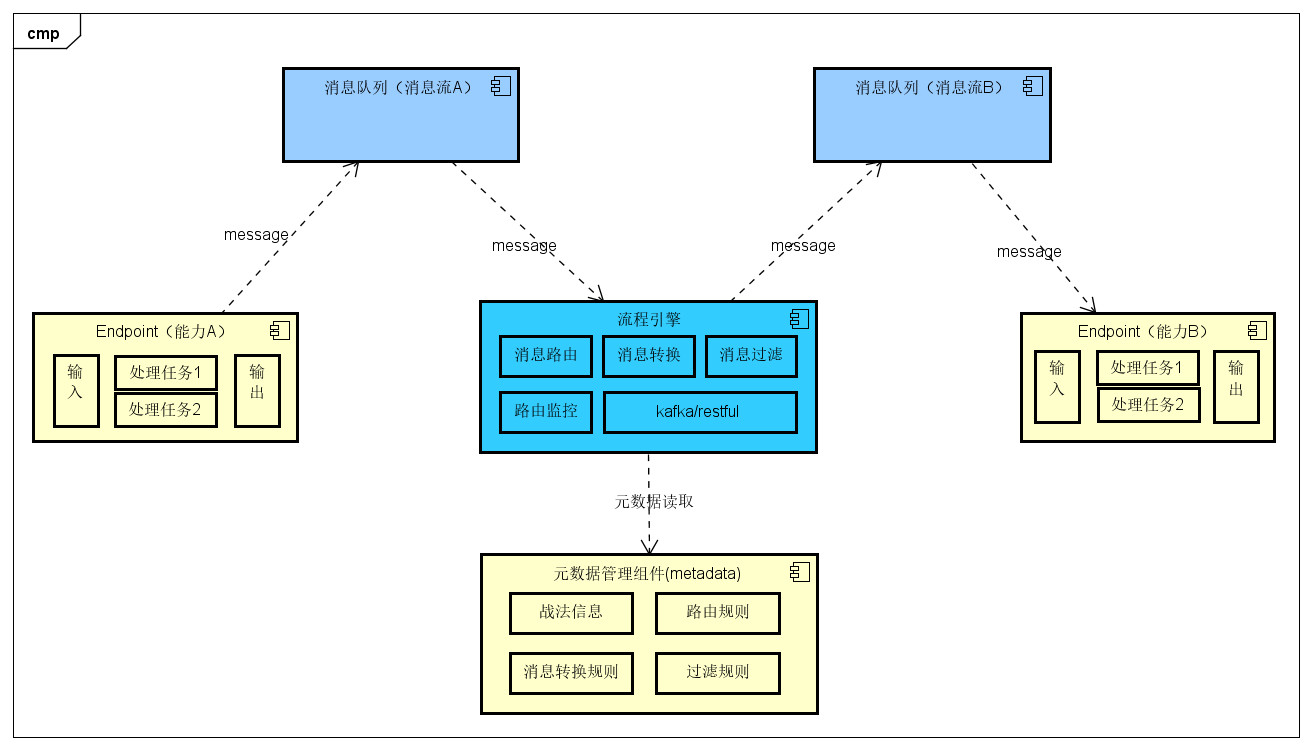 cmp
消息队列（消息流A）
消息队列（消息流B）
message
message
message
message
Endpoint（能力A）
输入
处理任务1
处理任务2
输出
流程引擎
消息路由
消息转换
消息过滤
路由监控
kafka/restful
Endpoint（能力B）
输入
处理任务1
处理任务2
输出
元数据读取
元数据管理组件(metadata)
战法信息
路由规则
消息转换规则
过滤规则